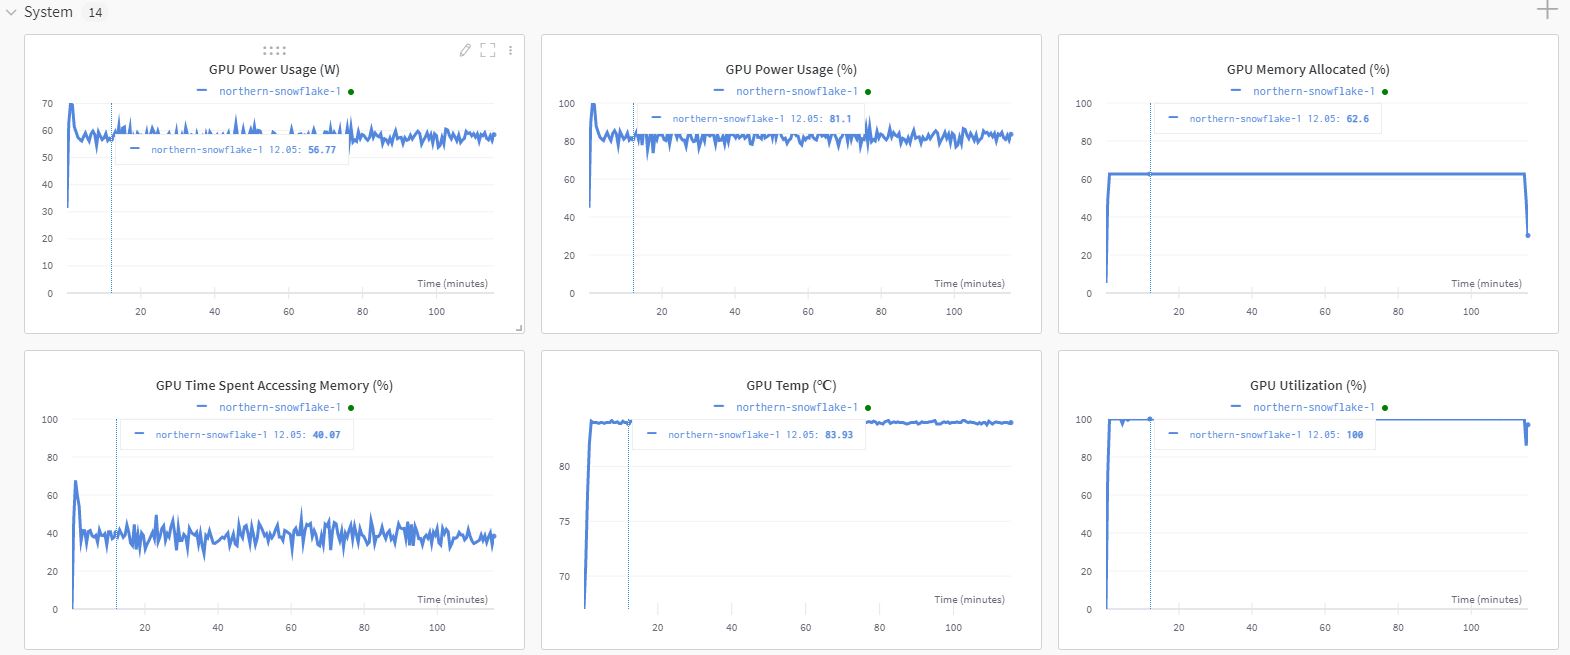 System 14
GPU Power Usage (W)
northern-snowflake-1
70
60
50
40
30
20
10
0
northern-snowflake-1 12.05: 56.77
Time (minutes)
20 40 60 80 100
GPU Power Usage (%)
northern-snowflake-1
100
80
60
40
20
0
northern-snowflake-1 12.05: 81.1
Time (minutes)
20 40 60 80 100
GPU Memory Allocated (%)
northern-snowflake-1
100
80
60
40
20
0
northern-snowflake-1 12.05: 62.6
Time (minutes)
20 40 60 80 100
GPU Time Spent Accessing Memory (%)
northern-snowflake-1
100
80
60
40
20
0
northern-snowflake-1 12.05: 40.07
Time (minutes)
20 40 60 80 100
GPU Temp (℃)
northern-snowflake-1
80
75
70
northern-snowflake-1 12.05: 83.93
Time (minutes)
20 40 60 80 100
GPU Utilization (%)
northern-snowflake-1
100
80
60
40
20
0
northern-snowflake-1 12.05: 100
Time (minutes)
20 40 60 80 100